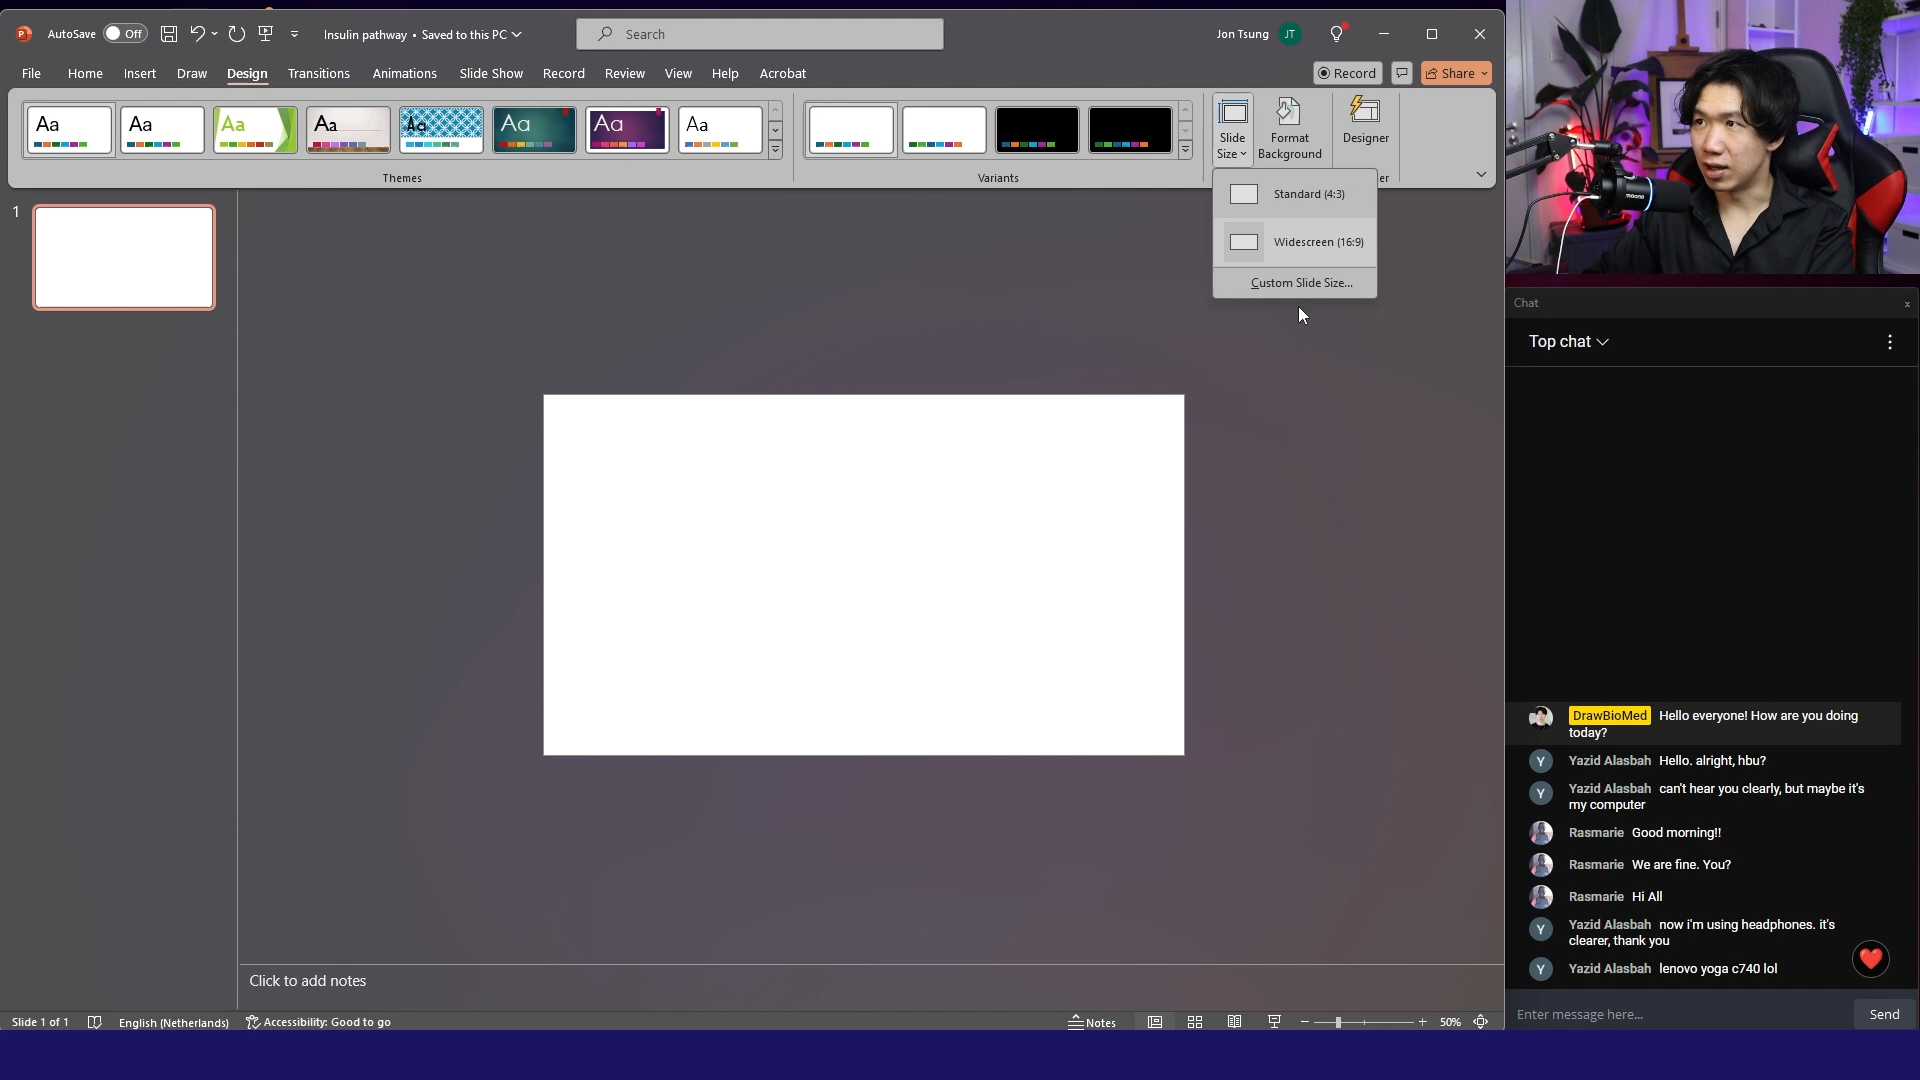 AutoSave Off
Insulin pathway • Saved to this PC
Search
Jon Tsung JT
File Home Insert Draw Design Transitions Animations Slide Show Record Review View Help Acrobat
Record
Share
Aa Aa Aa Aa Aa Aa Aa Aa
Slide Size
Format Background
Designer
Themes
Variants
er
Standard (4:3)
Widescreen (16:9)
Custom Slide Size...
1
Click to add notes
Slide 1 of 1
English (Netherlands)
Accessibility: Good to go
Notes
50%
Chat
x
Top chat
DrawBioMed Hello everyone! How are you doing
today?
Y Yazid Alasbah Hello. alright, hbu?
Y Yazid Alasbah can't hear you clearly, but maybe it's
my computer
Rasmarie Good morning!!
Rasmarie We are fine. You?
Rasmarie Hi All
Y Yazid Alasbah now i'm using headphones. it's
clearer, thank you
Y Yazid Alasbah lenovo yoga c740 lol
Enter message here...
Send